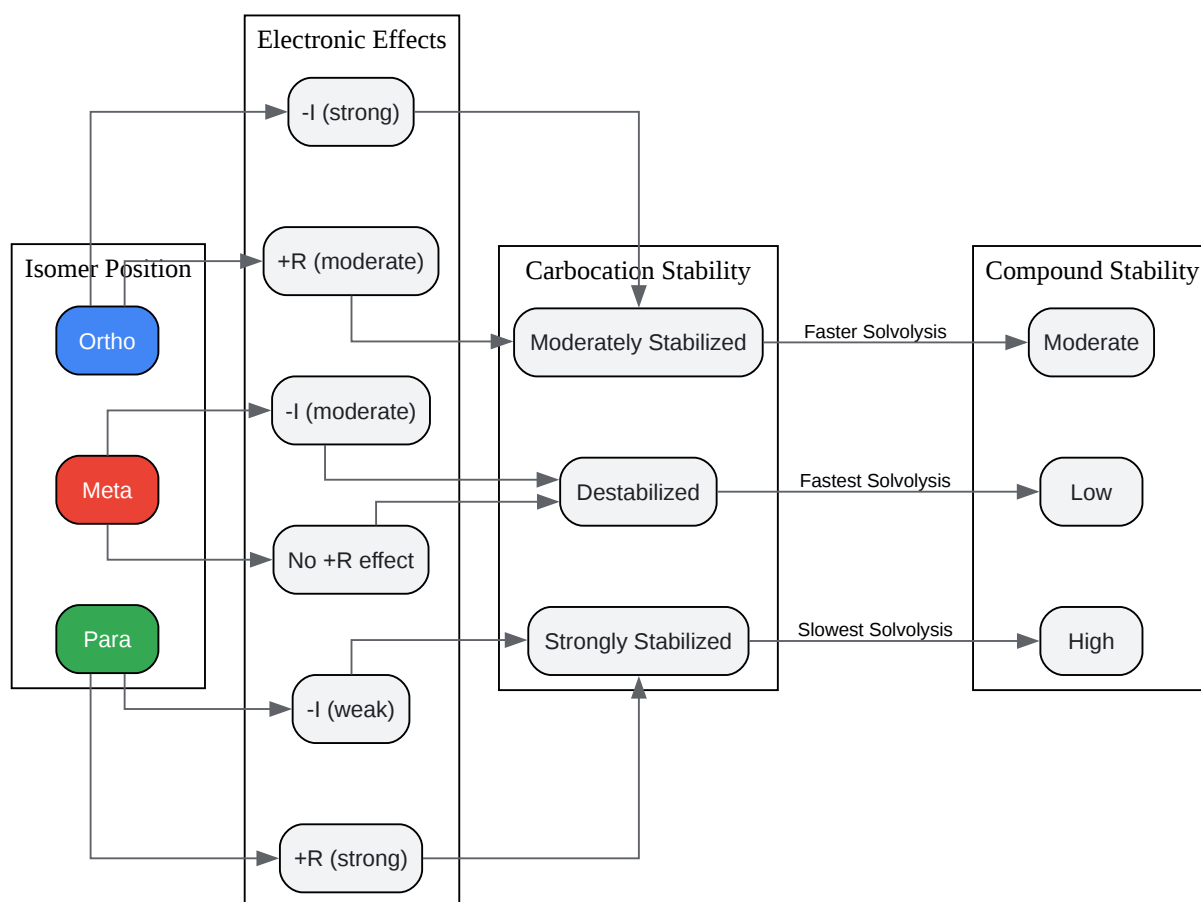 Electronic Effects
-I (strong)
+R (moderate)
-I (moderate)
No +R effect
-I (weak)
+R (strong)
Isomer Position
Ortho
Meta
Para
Carbocation Stability
Moderately Stabilized
Destabilized
Strongly Stabilized
Faster Solvolysis
Fastest Solvolysis
Slowest Solvolysis
Compound Stability
Moderate
Low
High